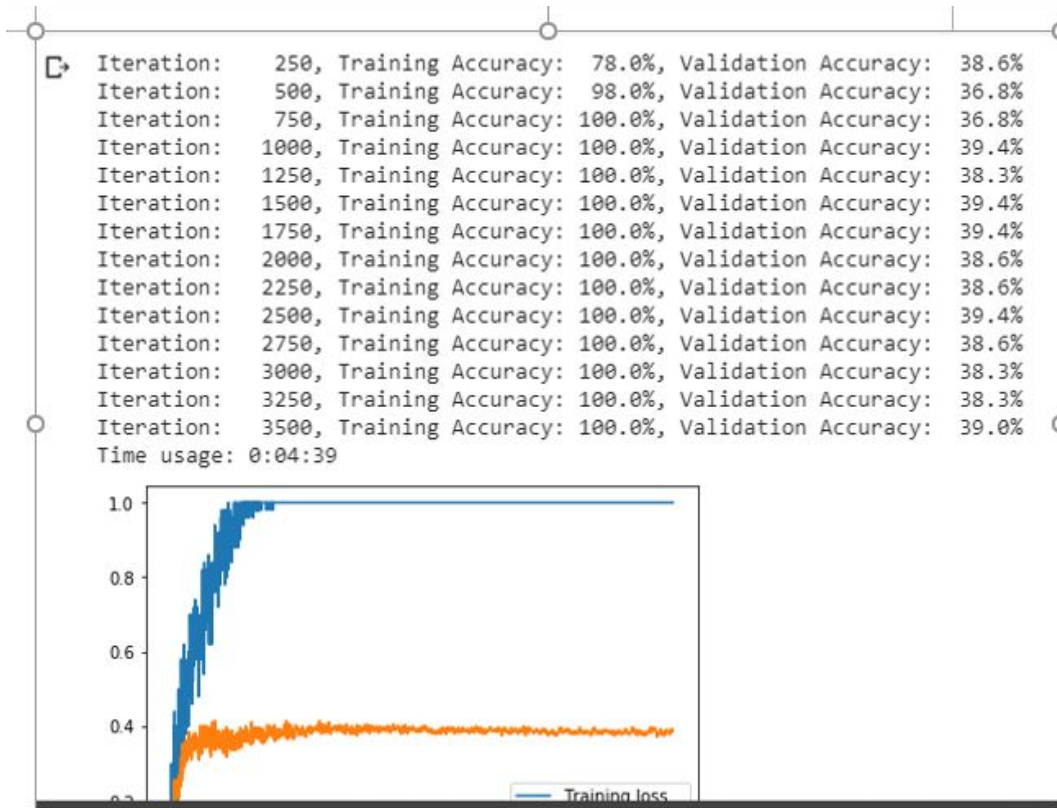 Iteration: 250, Training Accuracy: 78.0%, Validation Accuracy: 38.6%
Iteration: 500, Training Accuracy: 98.0%, Validation Accuracy: 36.8%
Iteration: 750, Training Accuracy: 100.0%, Validation Accuracy: 36.8%
Iteration: 1000, Training Accuracy: 100.0%, Validation Accuracy: 39.4%
Iteration: 1250, Training Accuracy: 100.0%, Validation Accuracy: 38.3%
Iteration: 1500, Training Accuracy: 100.0%, Validation Accuracy: 39.4%
Iteration: 1750, Training Accuracy: 100.0%, Validation Accuracy: 39.4%
Iteration: 2000, Training Accuracy: 100.0%, Validation Accuracy: 38.6%
Iteration: 2250, Training Accuracy: 100.0%, Validation Accuracy: 38.6%
Iteration: 2500, Training Accuracy: 100.0%, Validation Accuracy: 39.4%
Iteration: 2750, Training Accuracy: 100.0%, Validation Accuracy: 38.6%
Iteration: 3000, Training Accuracy: 100.0%, Validation Accuracy: 38.3%
Iteration: 3250, Training Accuracy: 100.0%, Validation Accuracy: 38.3%
Iteration: 3500, Training Accuracy: 100.0%, Validation Accuracy: 39.0%
Time usage: 0:04:39
1.0
0.8
0.6
0.4
Training loss